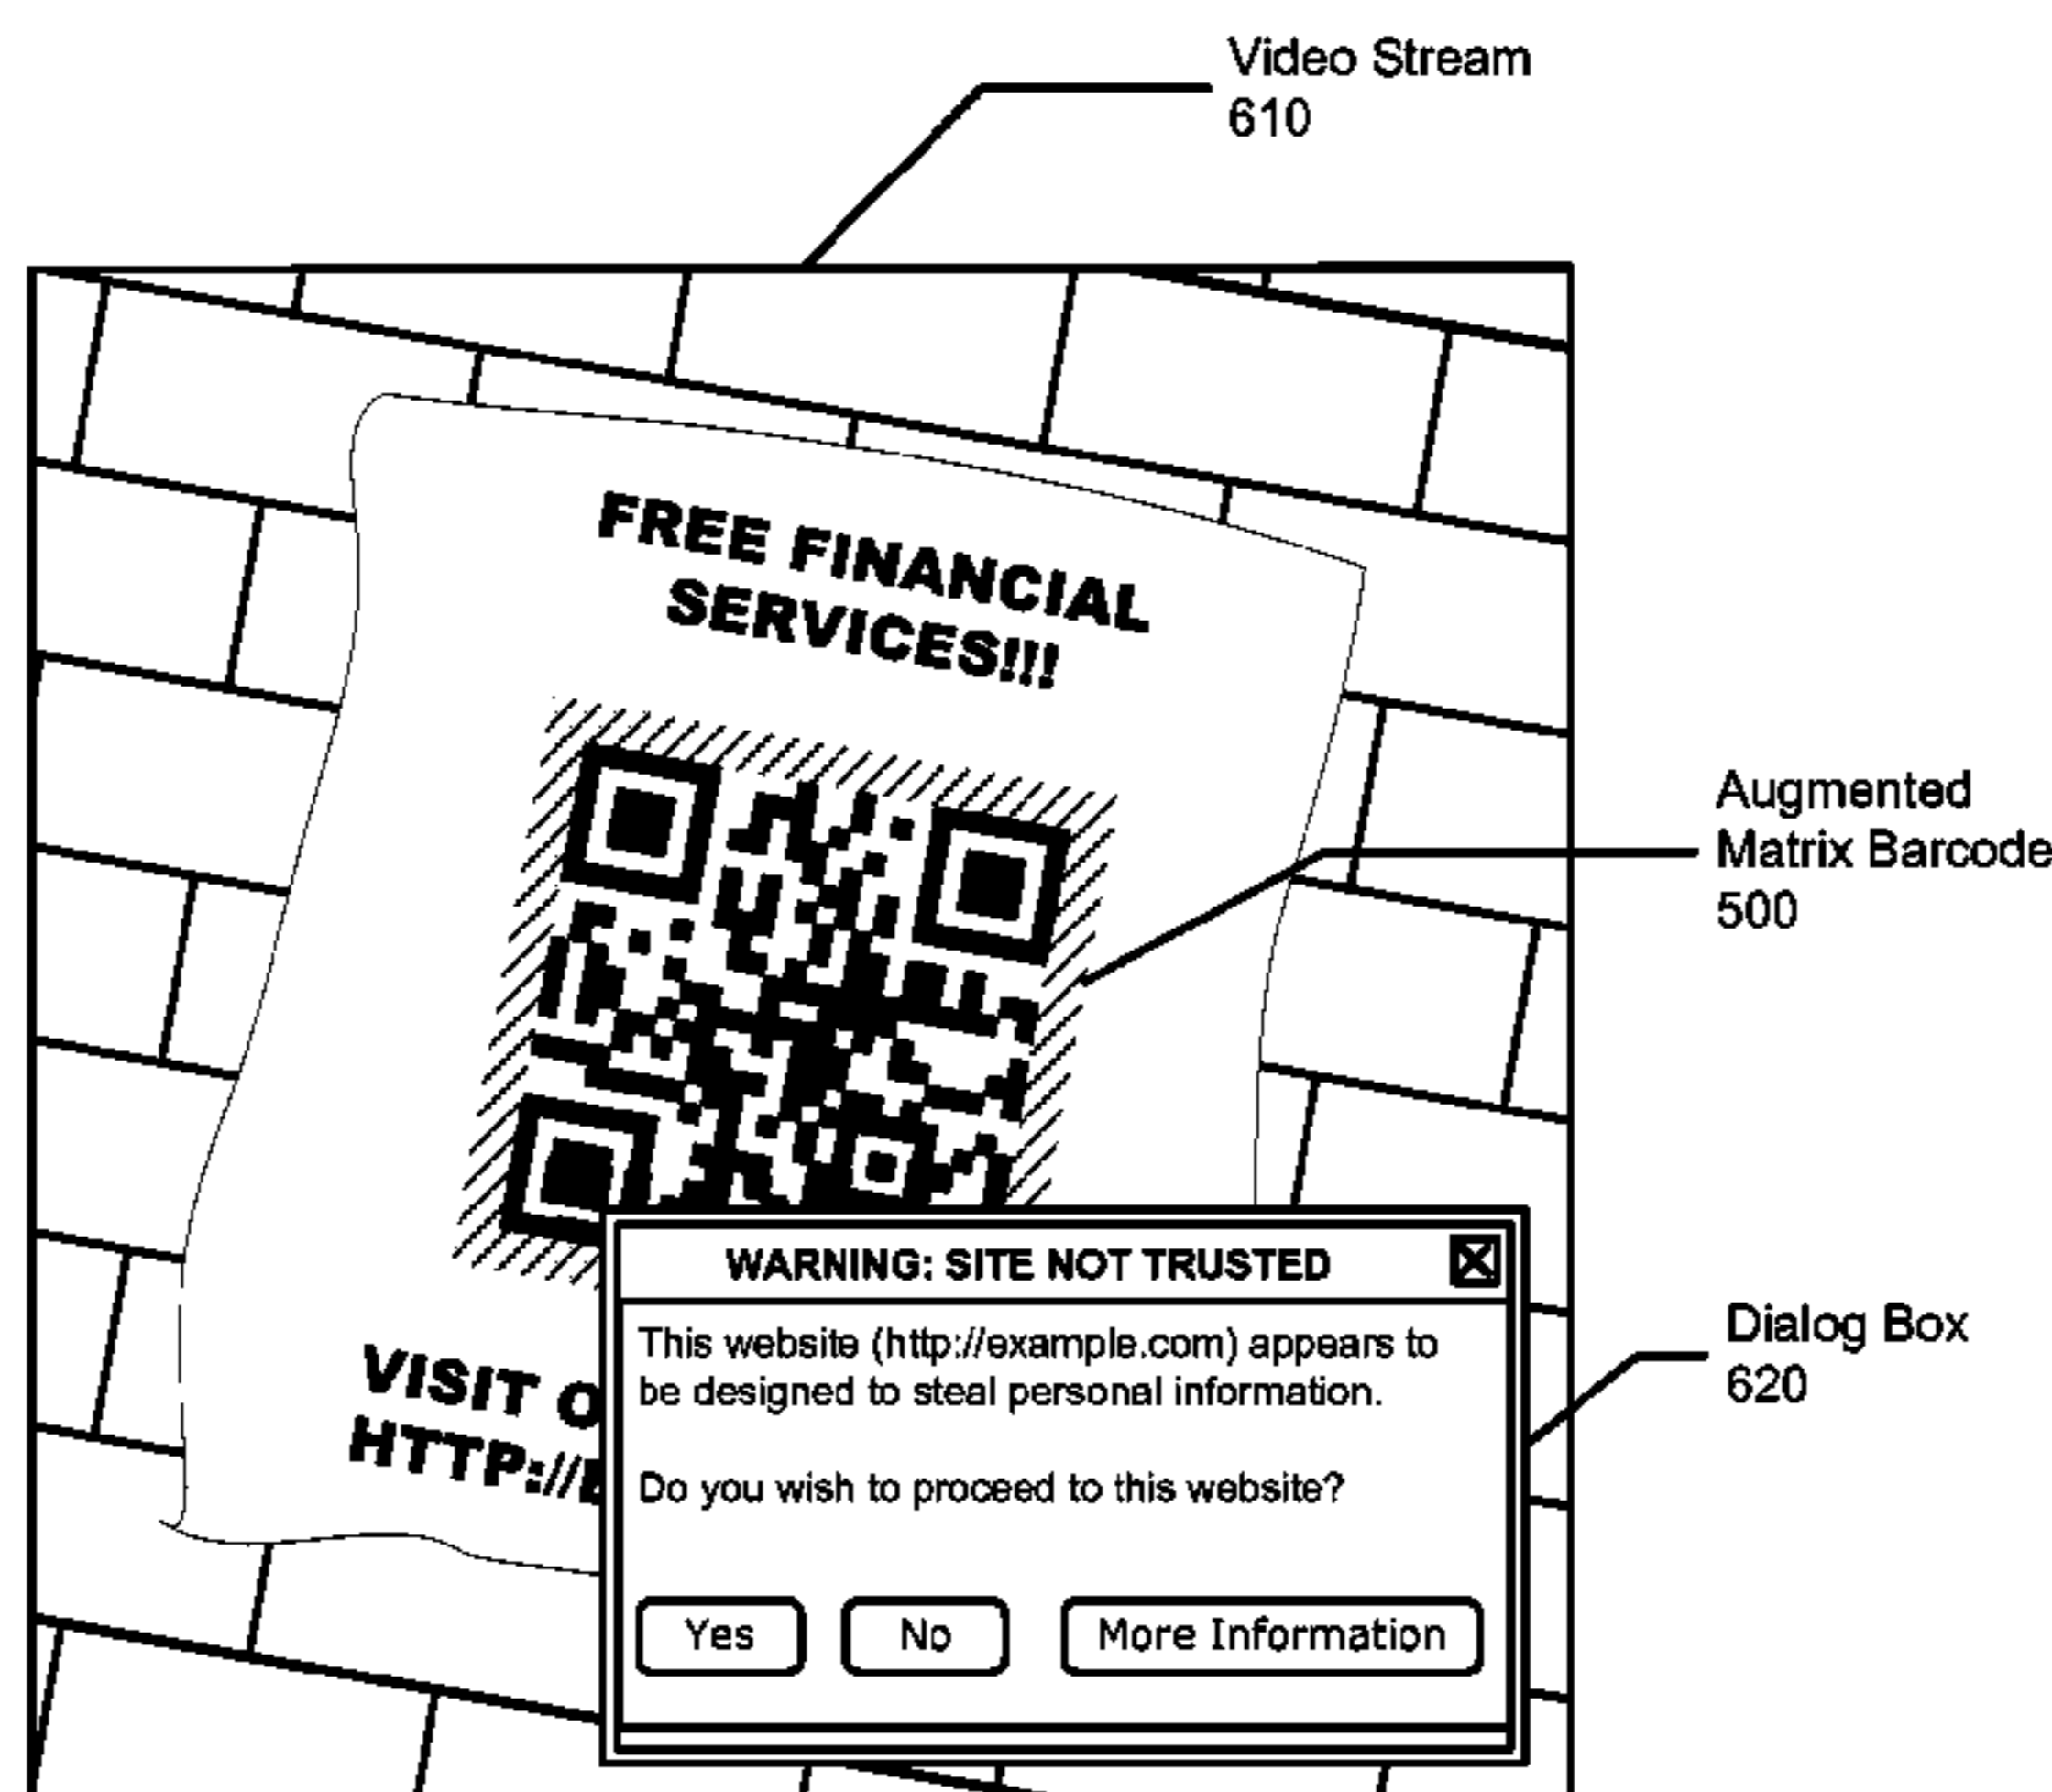 Video Stream
610
FREE FINANCIAL
SERVICES!!!
Augmented
Matrix Barcode
500
WARNING: SITE NOT TRUSTED
This website (http://example.com) appears to
be designed to steal personal information.
Do you wish to proceed to this website?
Yes No More Information
Dialog Box
620
VISIT
HTTP://